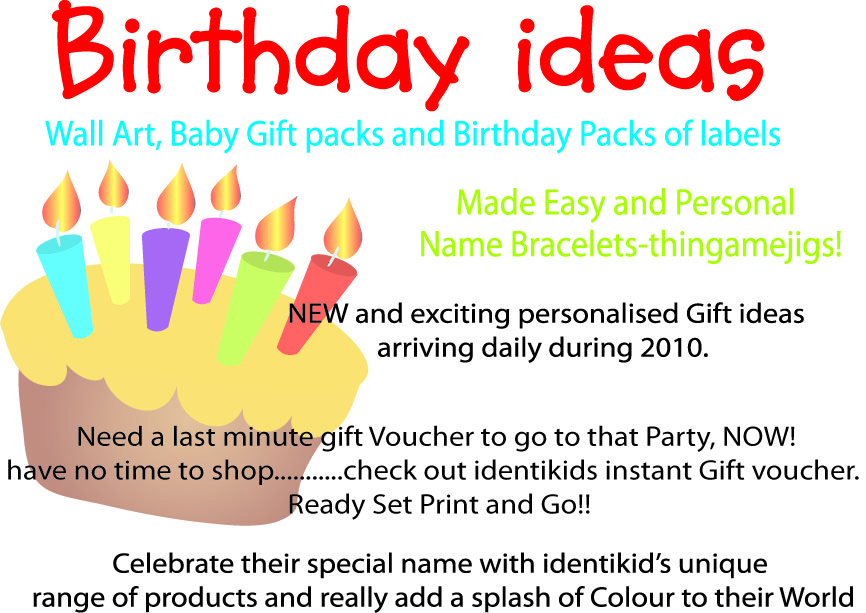 Birthday ideas
Wall Art, Baby Gift packs and Birthday Packs of labels
Made Easy and Personal
Name Bracelets-thingamejigs!
NEW and exciting personalised Gift ideas
arriving daily during 2010.
Need a last minute gift Voucher to go to that Party, NOW!
have no time to shop...........check out identikids instant Gift voucher.
Ready Set Print and Go!!
Celebrate their special name with identikid's unique
range of products and really add a splash of Colour to their World